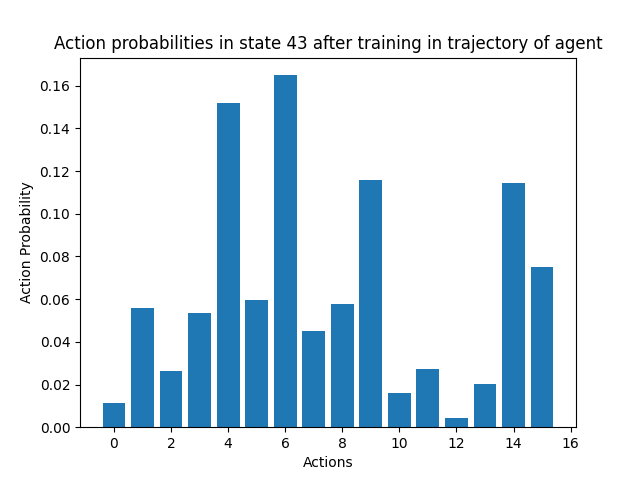 Action probabilities in state 43 after training in trajectory of agent
Action Probability
0.16
0.14
0.12
0.10
0.08
0.06
0.04
0.02
0.00
0 2 4 6 8 10 12 14 16
Actions